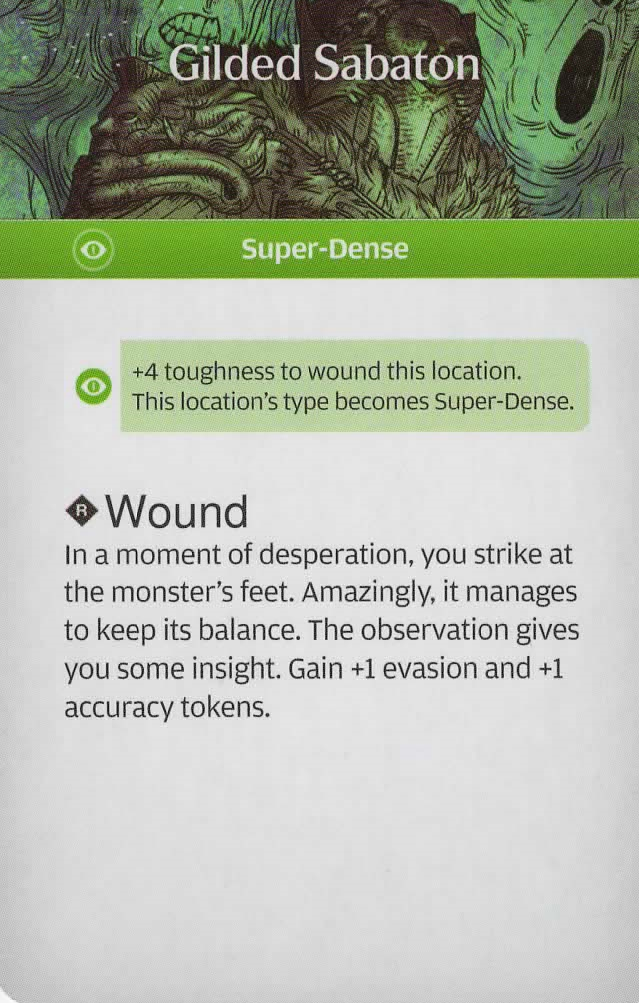 Gilded Sabaton
Super-Dense
+4 toughness to wound this location.
This location's type becomes Super-Dense.
R Wound
In a moment of desperation, you strike at
the monster's feet. Amazingly, it manages
to keep its balance. The observation gives
you some insight. Gain +1 evasion and +1
accuracy tokens.